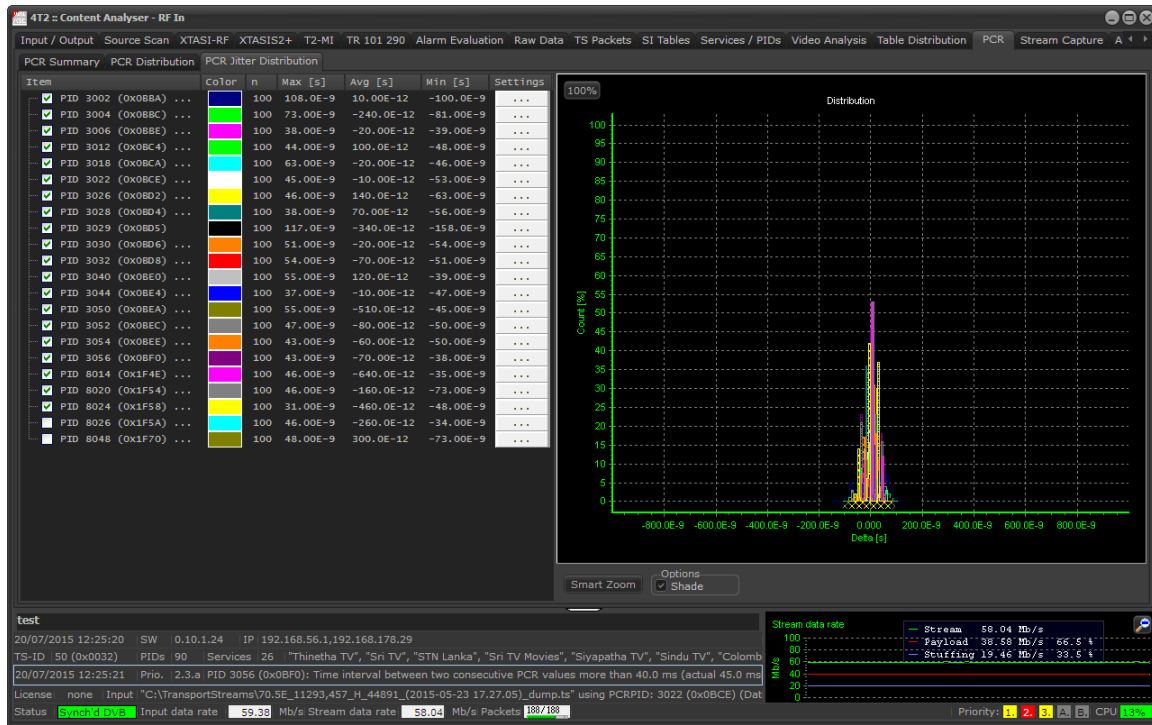 4T2 :: Content Analyser - RF In
Input / Output Source Scan XTASI-RF XTASIS2+ T2-MI TR 101 290 Alarm Evaluation Raw Data TS Packets SI Tables Services / PIDs Video Analysis Table Distribution PCR Stream Capture A
PCR Summary PCR Distribution PCR Jitter Distribution
Item Color n Max [s] Avg [s] Min [s] Settings
PID 3002 (0x0BBA) ... 100 108.0E-9 10.00E-12 -100.0E-9 ...
PID 3004 (0x0BBC) ... 100 73.00E-9 -240.0E-12 -81.00E-9 ...
PID 3006 (0x0BBE) ... 100 38.00E-9 -20.00E-12 -39.00E-9 ...
PID 3012 (0x0BC4) ... 100 44.00E-9 100.0E-12 -48.00E-9 ...
PID 3018 (0x0BCA) ... 100 63.00E-9 -20.00E-12 -46.00E-9 ...
PID 3022 (0x0BCE) ... 100 45.00E-9 -10.00E-12 -53.00E-9 ...
PID 3026 (0x0BD2) ... 100 46.00E-9 140.0E-12 -63.00E-9 ...
PID 3028 (0x0BD4) ... 100 38.00E-9 70.00E-12 -56.00E-9 ...
PID 3029 (0x0BD5) 100 117.0E-9 -340.0E-12 -158.0E-9 ...
PID 3030 (0x0BD6) ... 100 51.00E-9 -20.00E-12 -54.00E-9 ...
PID 3032 (0x0BD8) ... 100 54.00E-9 -70.00E-12 -51.00E-9 ...
PID 3040 (0x0BE0) ... 100 55.00E-9 120.0E-12 -39.00E-9 ...
PID 3044 (0x0BE4) ... 100 37.00E-9 -10.00E-12 -47.00E-9 ...
PID 3050 (0x0BEA) ... 100 55.00E-9 -510.0E-12 -45.00E-9 ...
PID 3052 (0x0BEC) ... 100 47.00E-9 -80.00E-12 -50.00E-9 ...
PID 3054 (0x0BEE) ... 100 43.00E-9 -60.00E-12 -50.00E-9 ...
PID 3056 (0x0BF0) ... 100 43.00E-9 -70.00E-12 -38.00E-9 ...
PID 8014 (0x1F4E) ... 100 46.00E-9 -640.0E-12 -35.00E-9 ...
PID 8020 (0x1F54) ... 100 46.00E-9 -160.0E-12 -73.00E-9 ...
PID 8024 (0x1F58) ... 100 31.00E-9 -460.0E-12 -48.00E-9 ...
PID 8026 (0x1F5A) ... 100 46.00E-9 -260.0E-12 -34.00E-9 ...
PID 8048 (0x1F70) ... 100 48.00E-9 300.0E-12 -73.00E-9 ...
100%
Distribution
100
95
90
85
80
75
70
65
60
55
50
45
40
35
30
25
20
15
10
5
0
Count [%]
-800.0E-9 -600.0E-9 -400.0E-9 -200.0E-9 0.000 200.0E-9 400.0E-9 600.0E-9 800.0E-9
Delta [s]
Smart Zoom Options
Shade
test
20/07/2015 12:25:20 SW 0.10.1.24 IP 192.168.56.1,192.168.178.29
TS-ID 50 (0x0032) PIDs 90 Services 26 "Thinetha TV", "Sri TV", "STN Lanka", "Sri TV Movies", "Siyapatha TV", "Sindu TV", "Colomb
20/07/2015 12:25:21 Prio. 2.3.a PID 3056 (0x0BF0): Time interval between two consecutive PCR values more than 40.0 ms (actual 45.0 ms
License none Input "C:\TransportStreams\70.5E_11293,457_H_44891_(2015-05-23 17.27.05)_dump.ts" using PCRPID: 3022 (0x0BCE) (Dat
Status Synch'd DVB Input data rate 59.38 Mb/s Stream data rate 58.04 Mb/s Packets 188/188
Stream data rate
100
80
60
40
20
0
Mb/s
Stream 58.04 Mb/s
Payload 38.58 Mb/s 66.5 %
Stuffing 19.46 Mb/s 33.5 %
Priority: 1. 2. 3. A. B. CPU 13%